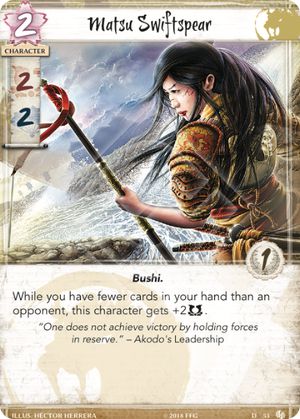 Matsu Swiftspear
2
CHARACTER
2
2
1
Bushi.
While you have fewer cards in your hand than an
opponent, this character gets +2.
“One does not achieve victory by holding forces
in reserve.” – Akodo's Leadership
ILLUS: HECTOR HERRERA
© 2018 FFG